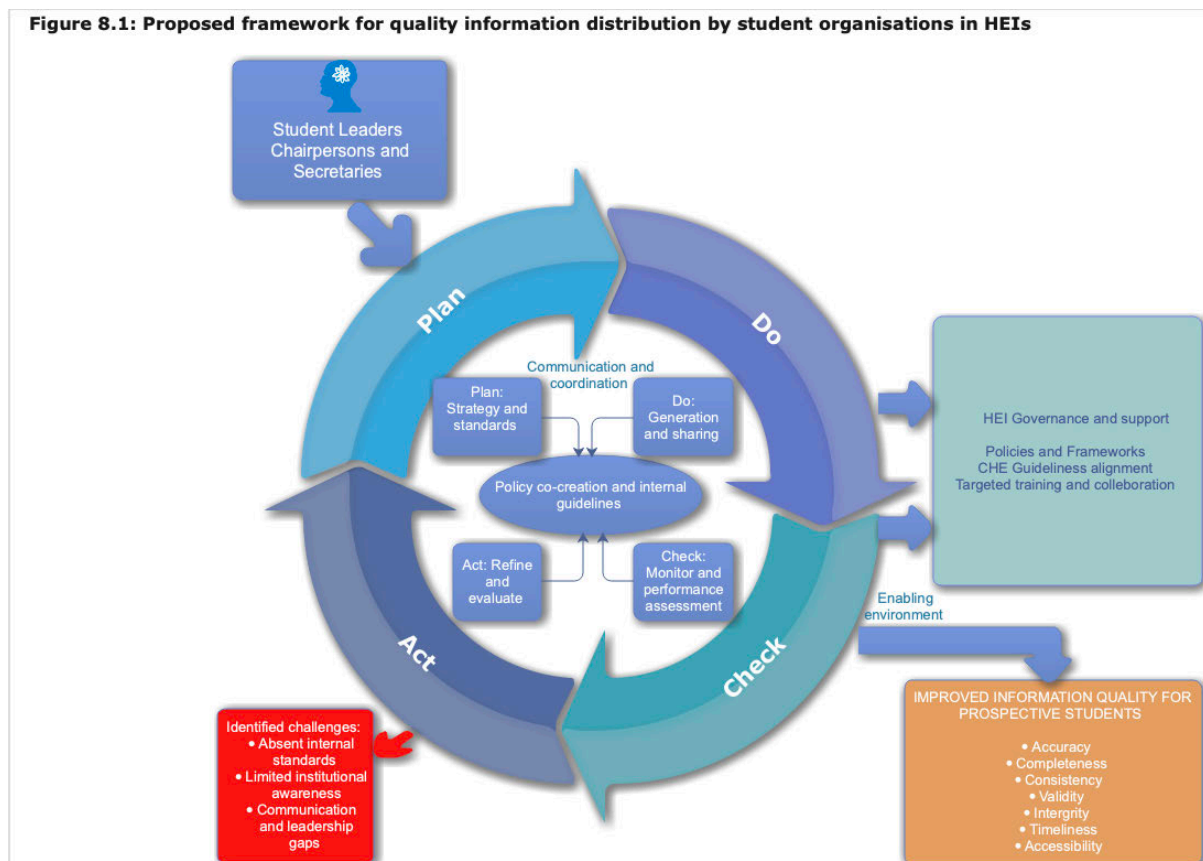 Figure 8.1: Proposed framework for quality information distribution by student organisations in HEIs
Student Leaders
Chairpersons and
Secretaries
Plan
Do
Check
Act
Communication and
coordination
Plan:
Strategy and
standards
Do:
Generation
and sharing
Policy co-creation and internal
guidelines
Act: Refine
and
evaluate
Check:
Monitor and
performance
assessment
HEI Governance and support
Policies and Frameworks
CHE Guideliness alignment
Targeted training and colleboration
Enabling
environment
Identified challenges:
• Absent internal
standards
• Limited institutional
awareness
• Communication
and leadership
gaps
IMPROVED INFORMATION QUALITY FOR
PROSPECTIVE STUDENTS
• Accuracy
• Completeness
• Consistency
• Validity
• Intergrity
• Timeliness
• Accessibility